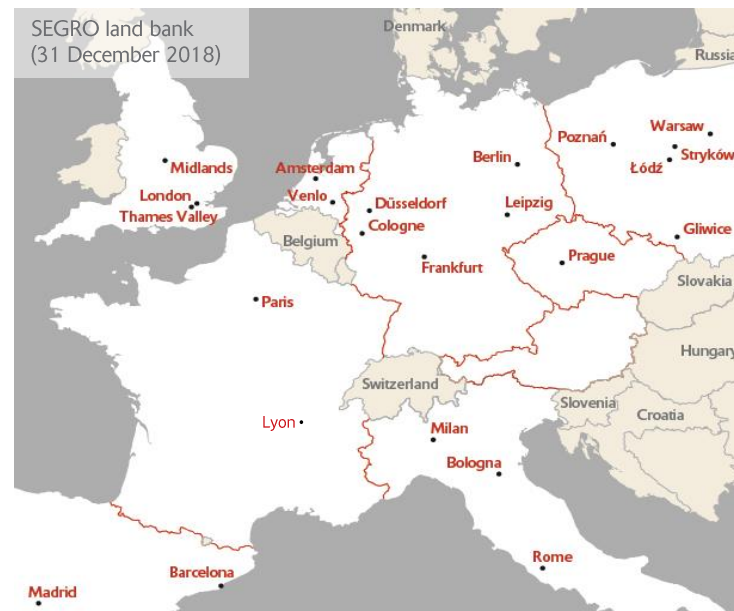 SEGRO land bank
(31 December 2018)
Denmark
Russia
Warsaw
Poznań
Stryków
Łódź
Berlin
Midlands
Amsterdam
London
Venlo
Düsseldorf
Leipzig
Thames Valley
Cologne
Gliwice
Belgium
Prague
Frankfurt
Slovakia
Paris
Hungary
Switzerland
Slovenia
Croatia
Lyon
Milan
Bologna
Rome
Barcelona
Madrid